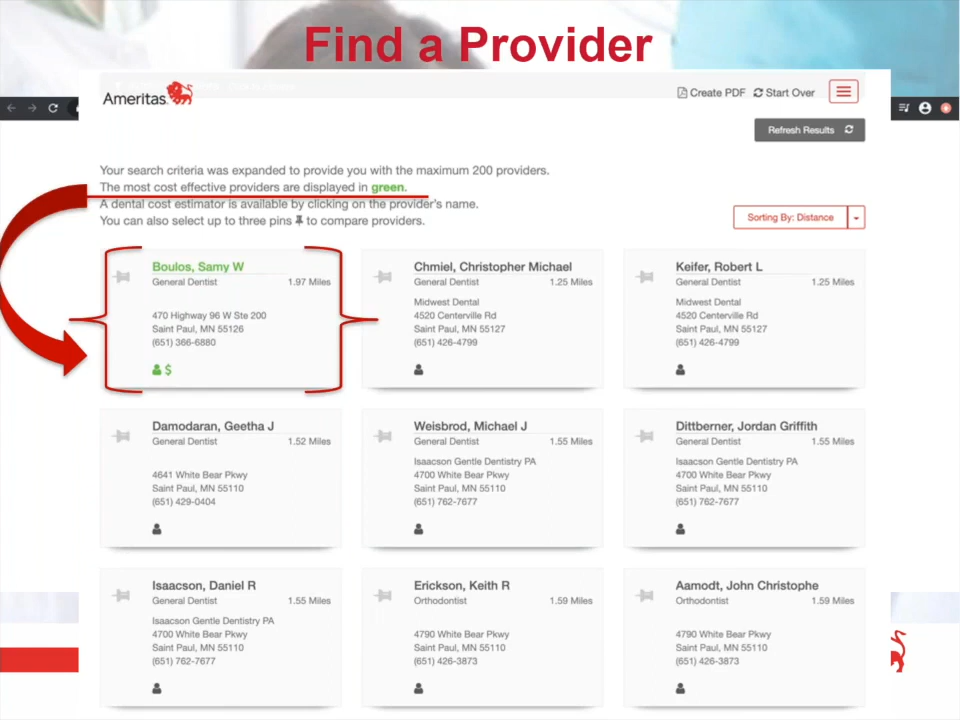 Find a Provider
Ameritas
Create PDF
Start Over
Refresh Results
Your search criteria was expanded to provide you with the maximum 200 providers.
The most cost effective providers are displayed in green.
A dental cost estimator is available by clicking on the provider's name.
You can also select up to three pins to compare providers.
Sorting By: Distance
Boulos, Samy W
General Dentist 1.97 Miles
470 Highway 96 W Ste 200
Saint Paul, MN 55126
(651) 366-6880
$
Chmiel, Christopher Michael
General Dentist 1.25 Miles
Midwest Dental
4520 Centerville Rd
Saint Paul, MN 55127
(651) 426-4799
Keifer, Robert L
General Dentist 1.25 Miles
Midwest Dental
4520 Centerville Rd
Saint Paul, MN 55127
(651) 426-4799
Damodaran, Geetha J
General Dentist 1.52 Miles
4641 White Bear Pkwy
Saint Paul, MN 55110
(651) 429-0404
Weisbrod, Michael J
General Dentist 1.55 Miles
Isaacson Gentle Dentistry PA
4700 White Bear Pkwy
Saint Paul, MN 55110
(651) 762-7677
Dittberner, Jordan Griffith
General Dentist 1.55 Miles
Isaacson Gentle Dentistry PA
4700 White Bear Pkwy
Saint Paul, MN 55110
(651) 762-7677
Isaacson, Daniel R
General Dentist 1.55 Miles
Isaacson Gentle Dentistry PA
4700 White Bear Pkwy
Saint Paul, MN 55110
(651) 762-7677
Erickson, Keith R
Orthodontist 1.59 Miles
4790 White Bear Pkwy
Saint Paul, MN 55110
(651) 426-3873
Aamodt, John Christophe
Orthodontist 1.59 Miles
4790 White Bear Pkwy
Saint Paul, MN 55110
(651) 426-3873